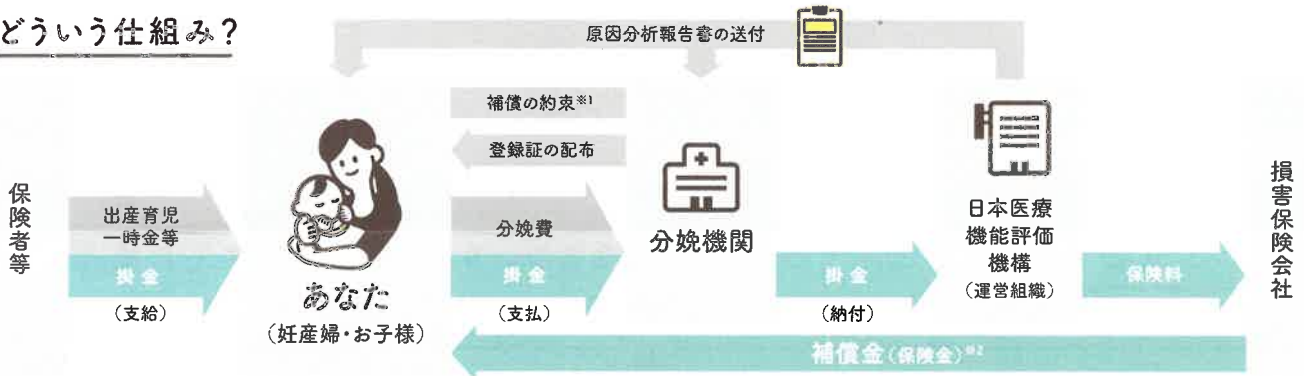 どういう仕組み？
原因分析報告書の送付
補償の約束※1
登録証の配布
保険者等
出産育児
一時金等
掛金
（支給）
あなた
（妊産婦・お子様）
分娩費
掛金
（支払）
分娩機関
掛金
（納付）
日本医療
機能評価
機構
（運営組織）
保険料
損害保険会社
補償金（保険金）※2